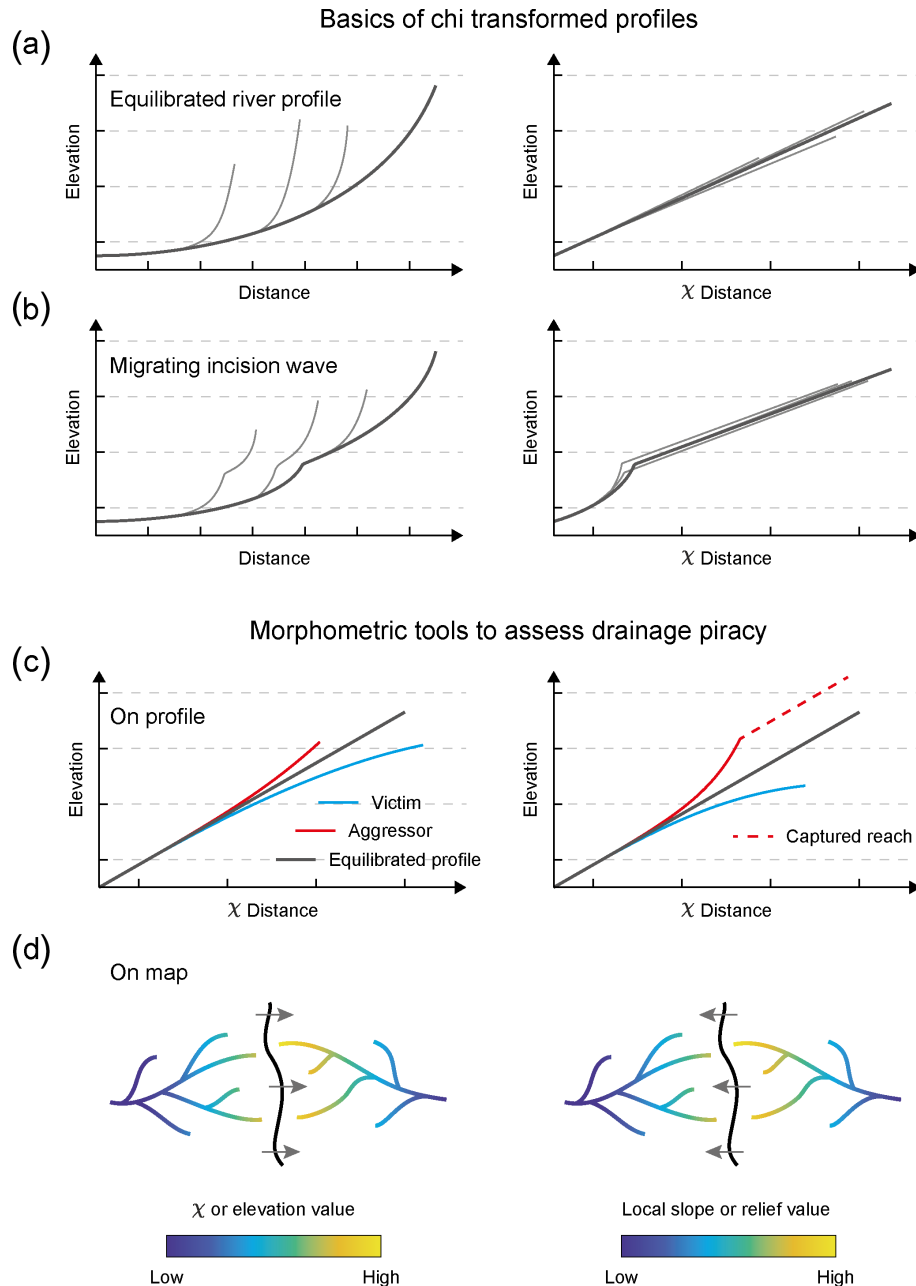 Basics of chi transformed profiles
(a)
Equilibrated river profile
Elevation
Distance
Elevation
χ Distance
(b)
Migrating incision wave
Elevation
Distance
Elevation
χ Distance
Morphometric tools to assess drainage piracy
(c)
On profile
Elevation
Victim
Aggressor
Equilibrated profile
χ Distance
Elevation
Captured reach
χ Distance
(d)
On map
χ or elevation value
Low
High
Local slope or relief value
Low
High